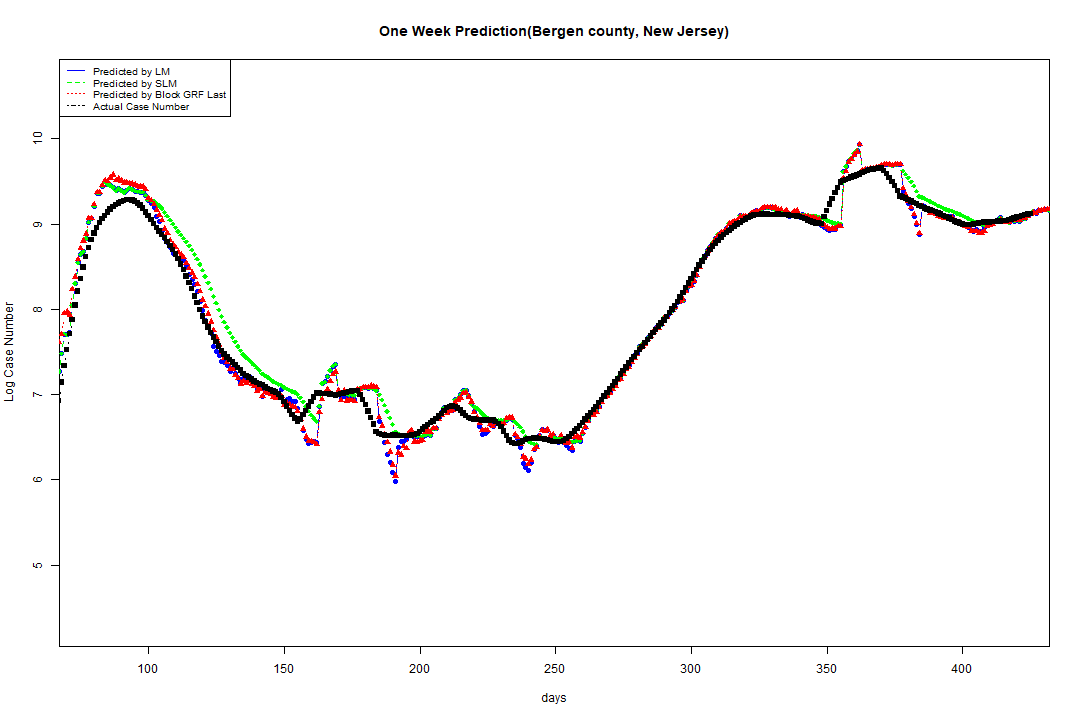 One Week Prediction(Bergen county, New Jersey)
Predicted by LM
Predicted by SLM
Predicted by Block GRF Last
Actual Case Number
Log Case Number
10
9
8
7
6
5
100 150 200 250 300 350 400
days